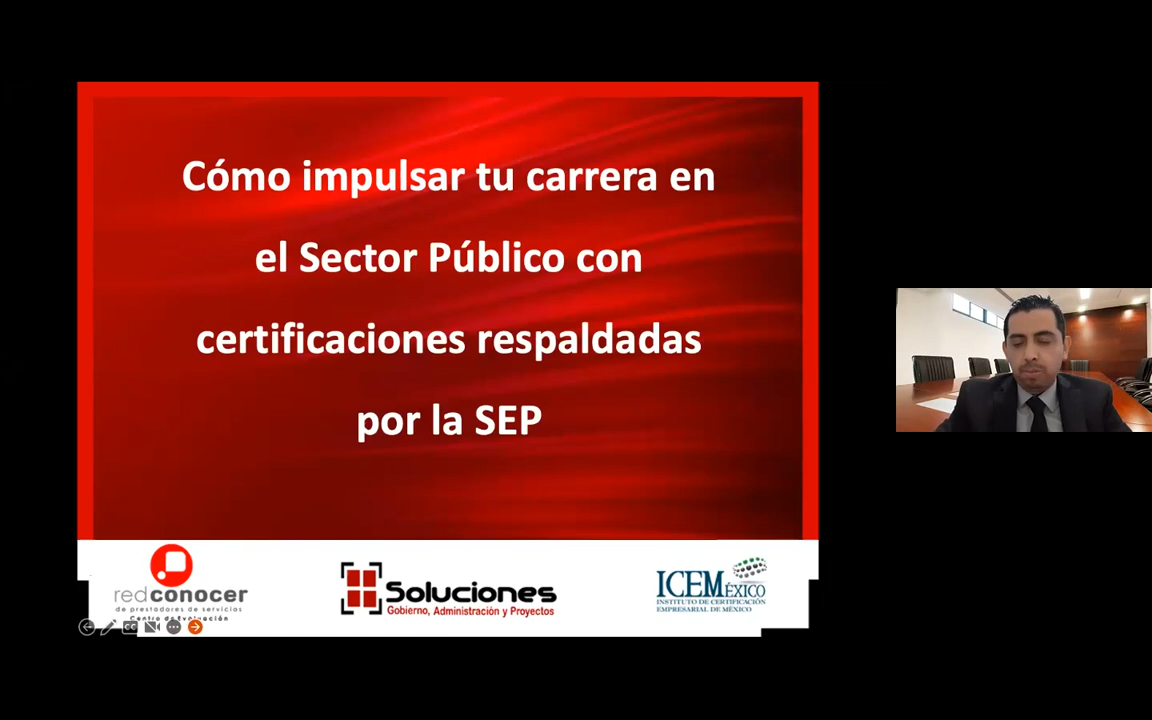 Cómo impulsar tu carrera en
el Sector Público con
certificaciones respaldadas
por la SEP
redconocer
de prestadores de servicios
Centro de Evaluación
CC
Soluciones
Gobierno, Administración y Proyectos
ICEMÉXICO
INSTITUTO DE CERTIFICACIÓN
EMPRESARIAL DE MÉXICO